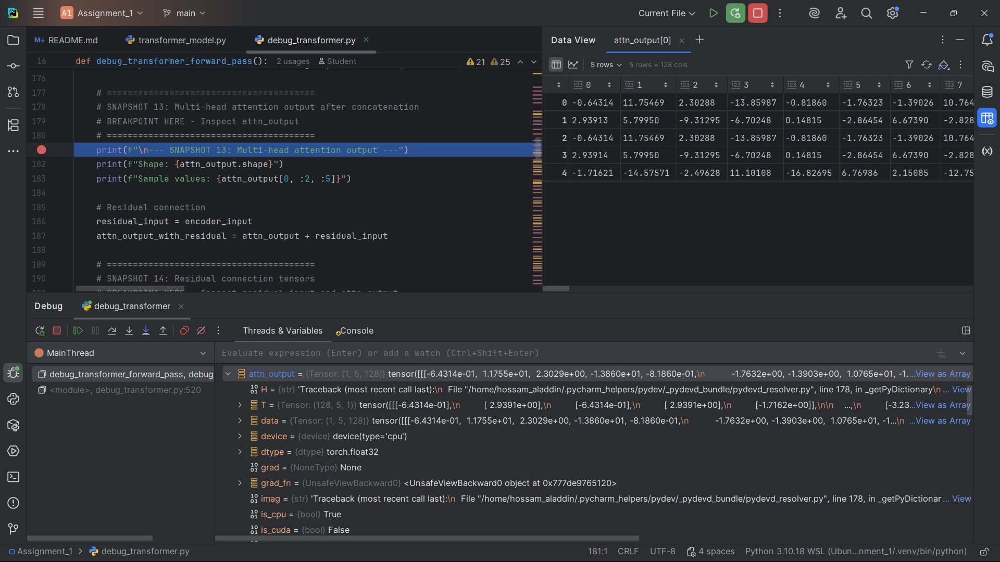 A1 Assignment_1 main Current File
README.md transformer_model.py debug_transformer.py
16 def debug_transformer_forward_pass(): 2 usages Student 21 25
176
177 # ========================================
178 # SNAPSHOT 13: Multi-head attention output after concatenation
179 # BREAKPOINT HERE - Inspect attn_output
180 # ========================================
print(f"\n--- SNAPSHOT 13: Multi-head attention output ---")
182 print(f"Shape: {attn_output.shape}")
183 print(f"Sample values: {attn_output[0, :2, :5]}")
184
185 # Residual connection
186 residual_input = encoder_input
187 attn_output_with_residual = attn_output + residual_input
188
189 # ========================================
190 # SNAPSHOT 14: Residual connection tensors
Data View attn_output[0]
5 rows 5 rows × 128 cols
0 1 2 3 4 5 6 7
0 -0.64314 11.75469 2.30288 -13.85987 -0.81860 -1.76323 -1.39026 10.764
1 2.93913 5.79950 -9.31295 -6.70248 0.14815 -2.86454 6.67390 -2.828
2 -0.64314 11.75469 2.30288 -13.85987 -0.81860 -1.76323 -1.39026 10.764
3 2.93914 5.79950 -9.31295 -6.70248 0.14815 -2.86454 6.67390 -2.828
4 -1.71621 -14.57571 -2.49628 11.10108 -16.82695 6.76986 2.15085 -12.75
Debug debug_transformer
Threads & Variables Console
MainThread
debug_transformer_forward_pass, debug_
<module>, debug_transformer.py:520
Evaluate expression (Enter) or add a watch (Ctrl+Shift+Enter)
attn_output = {Tensor: (1, 5, 128)} tensor([[[-6.4314e-01, 1.1755e+01, 2.3029e+00, -1.3860e+01, -8.1860e-01,\n -1.7632e+00, -1.3903e+00, 1.0765e+01, -1....View as Array
H = {str} 'Traceback (most recent call last):\n File "/home/hossam_aladdin/.pycharm_helpers/pydev/_pydevd_bundle/pydevd_resolver.py", line 178, in _getPyDictionary\n ... View
T = {Tensor: (128, 5, 1)} tensor([[[-6.4314e-01],\n [ 2.9391e+00],\n [-6.4314e-01],\n [ 2.9391e+00],\n [-1.7162e+00]],\n\n ...,\n [-3.23...View as Array
data = {Tensor: (1, 5, 128)} tensor([[[-6.4314e-01, 1.1755e+01, 2.3029e+00, -1.3860e+01, -8.1860e-01,\n -1.7632e+00, -1.3903e+00, 1.0765e+01, -1...\n ...View as Array
device = {device} device(type='cpu')
dtype = {dtype} torch.float32
grad = {NoneType} None
grad_fn = {UnsafeViewBackward0} <UnsafeViewBackward0 object at 0x777de9765120>
imag = {str} 'Traceback (most recent call last):\n File "/home/hossam_aladdin/.pycharm_helpers/pydev/_pydevd_bundle/pydevd_resolver.py", line 178, in _getPyDictionar... View
is_cpu = {bool} True
is_cuda = {bool} False
Assignment_1 > debug_transformer.py 181:1 CRLF UTF-8 4 spaces Python 3.10.18 WSL (Ubun...nment_1/.venv/bin/python)